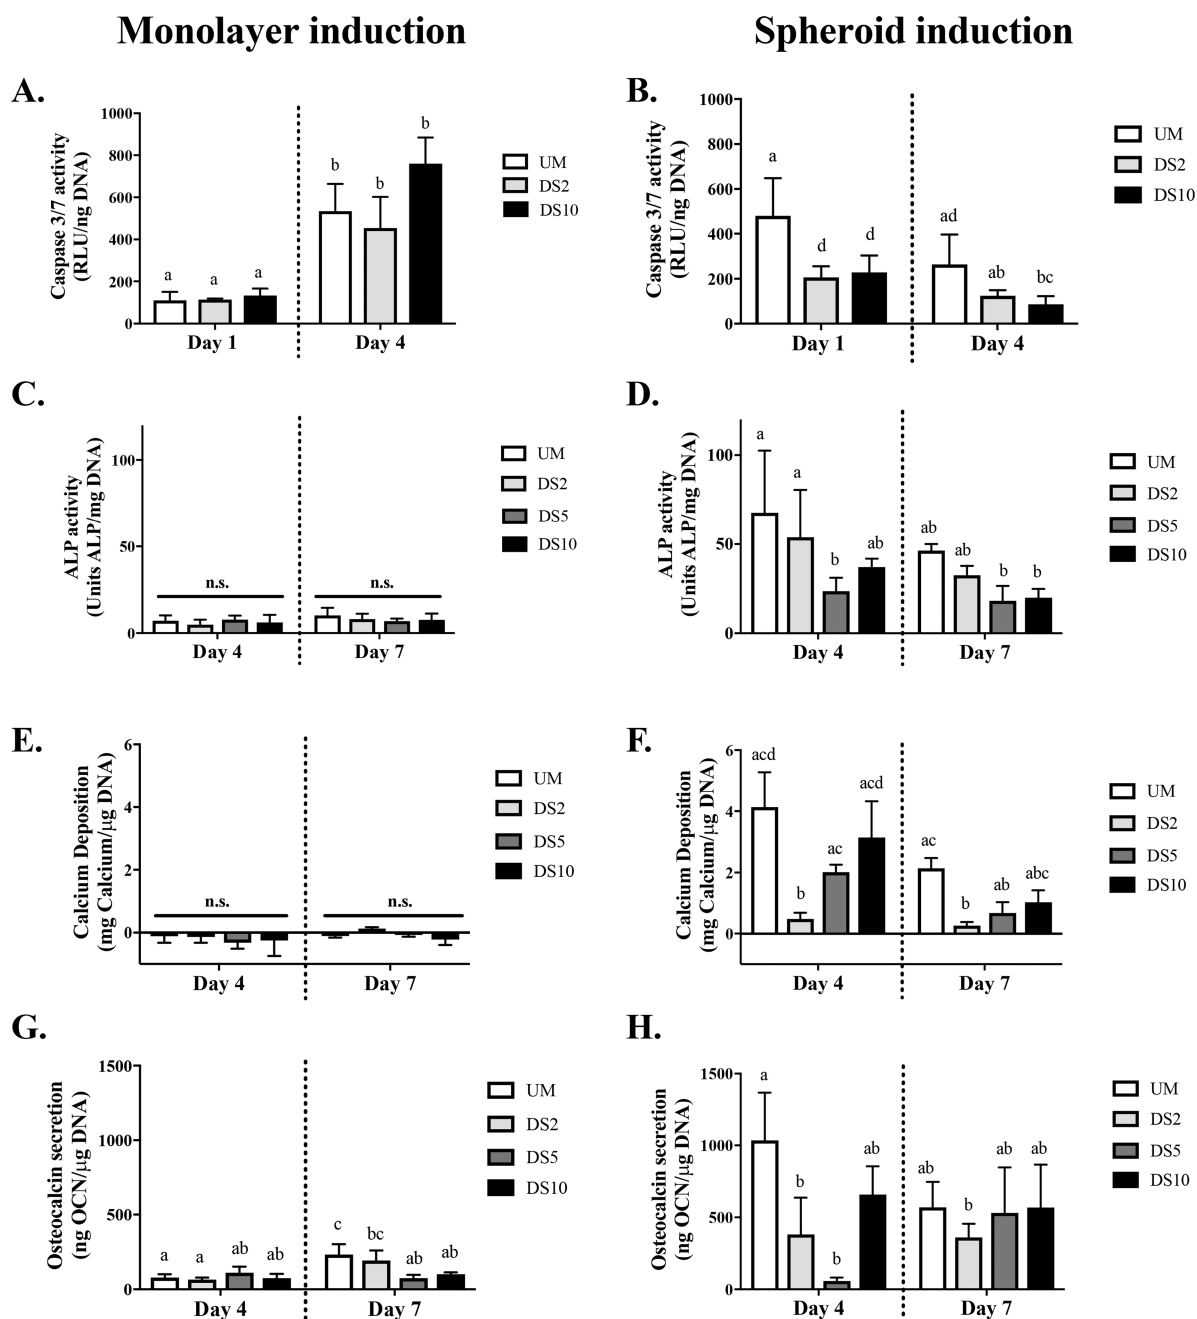 Monolayer induction
Spheroid induction
A.
Caspase 3/7 activity
(RLU/ng DNA)
1000
800
600
400
200
0
a
a
a
b
b
b
Day 1
Day 4
UM
DS2
DS10
B.
Caspase 3/7 activity
(RLU/ng DNA)
1000
800
600
400
200
0
a
d
d
ad
ab
bc
Day 1
Day 4
UM
DS2
DS10
C.
ALP activity
(Units ALP/mg DNA)
100
50
0
n.s.
n.s.
Day 4
Day 7
UM
DS2
DS5
DS10
D.
ALP activity
(Units ALP/mg DNA)
100
50
0
a
a
b
ab
ab
ab
b
b
Day 4
Day 7
UM
DS2
DS5
DS10
E.
Calcium Deposition
(mg Calcium/µg DNA)
6
4
2
0
n.s.
n.s.
Day 4
Day 7
UM
DS2
DS5
DS10
F.
Calcium Deposition
(mg Calcium/µg DNA)
6
4
2
0
acd
b
ac
acd
ac
b
ab
abc
Day 4
Day 7
UM
DS2
DS5
DS10
G.
Osteocalcin secretion
(ng OCN/µg DNA)
1500
1000
500
0
a
a
ab
ab
c
bc
ab
ab
Day 4
Day 7
UM
DS2
DS5
DS10
H.
Osteocalcin secretion
(ng OCN/µg DNA)
1500
1000
500
0
a
b
b
ab
ab
b
ab
ab
Day 4
Day 7
UM
DS2
DS5
DS10